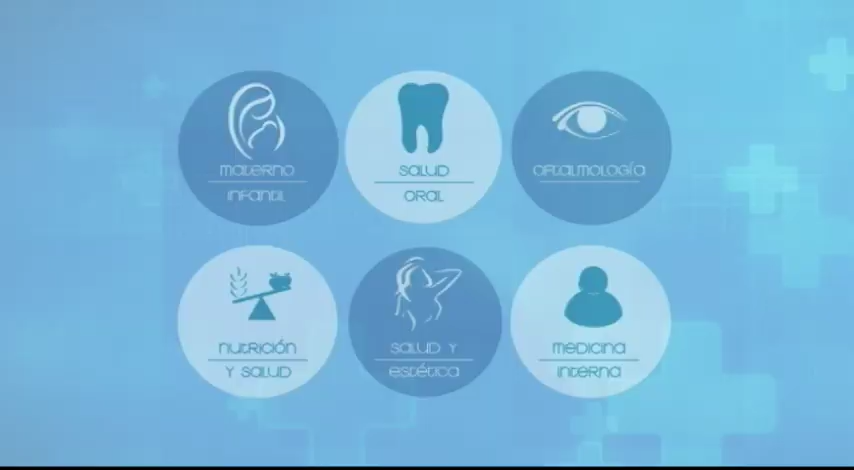 materno
infantil
salud
oral
oftalmología
nutrición
y salud
salud y
estética
medicina
interna